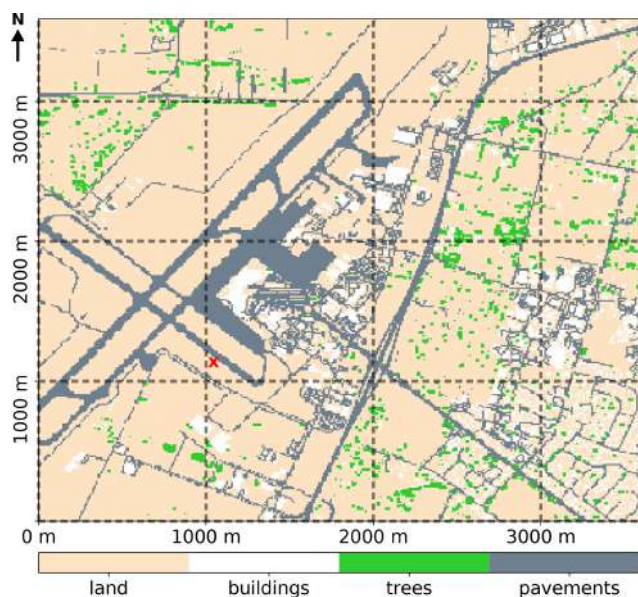 N
3000 m
2000 m
1000 m
x
0 m
1000 m
2000 m
3000 m
land
buildings
trees
pavements